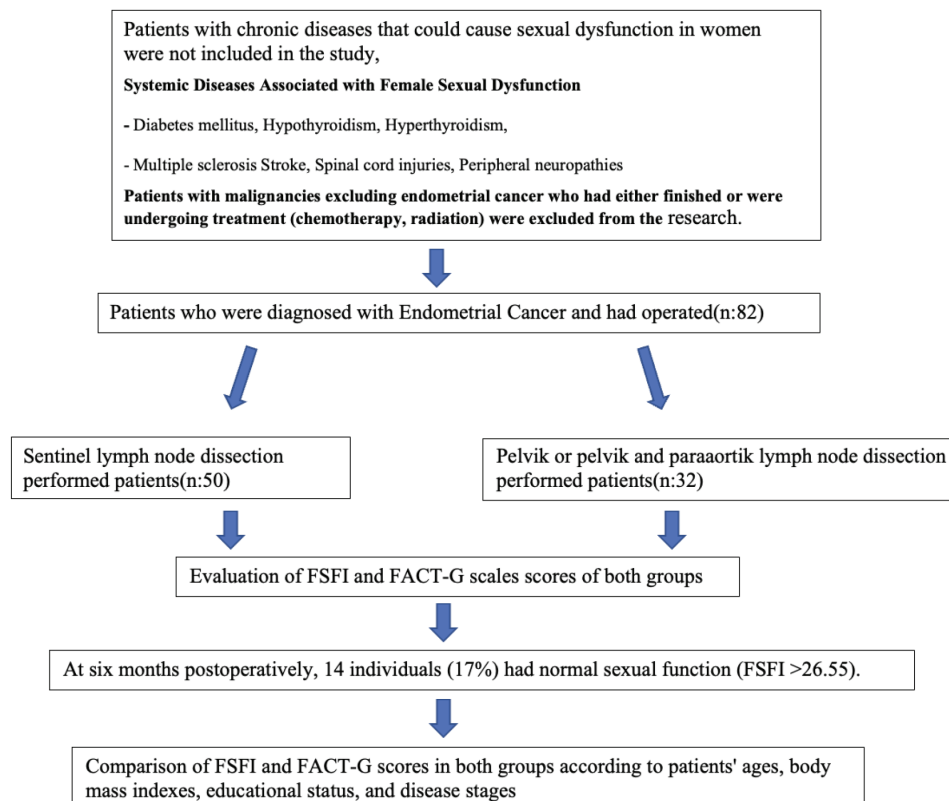 Patients with chronic diseases that could cause sexual dysfunction in women
were not included in the study,
Systemic Diseases Associated with Female Sexual Dysfunction
- Diabetes mellitus, Hypothyroidism, Hyperthyroidism,
- Multiple sclerosis Stroke, Spinal cord injuries, Peripheral neuropathies
Patients with malignancies excluding endometrial cancer who had either finished or were
undergoing treatment (chemotherapy, radiation) were excluded from the research.
Patients who were diagnosed with Endometrial Cancer and had operated(n:82)
Sentinel lymph node dissection
performed patients(n:50)
Pelvik or pelvik and paraaortik lymph node dissection
performed patients(n:32)
Evaluation of FSFI and FACT-G scales scores of both groups
At six months postoperatively, 14 individuals (17%) had normal sexual function (FSFI >26.55).
Comparison of FSFI and FACT-G scores in both groups according to patients' ages, body
mass indexes, educational status, and disease stages